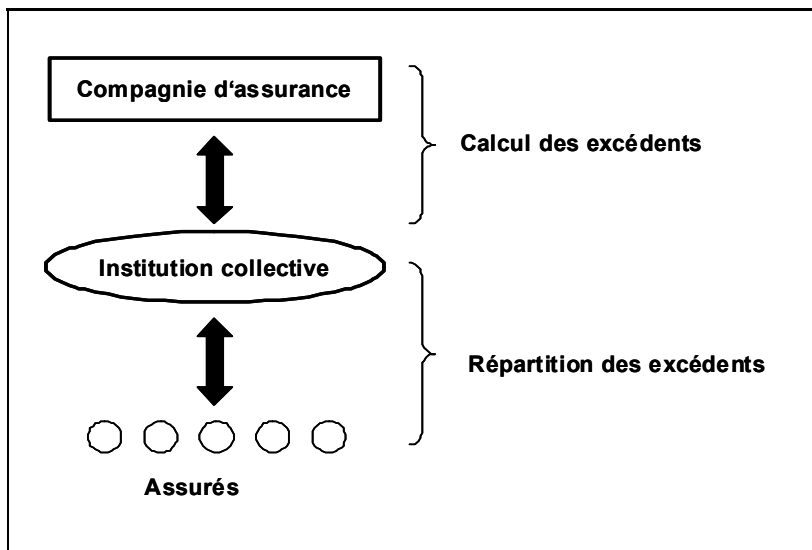 Compagnie d‘assurance
Calcul des excédents
Institution collective
Répartition des excédents
Assurés